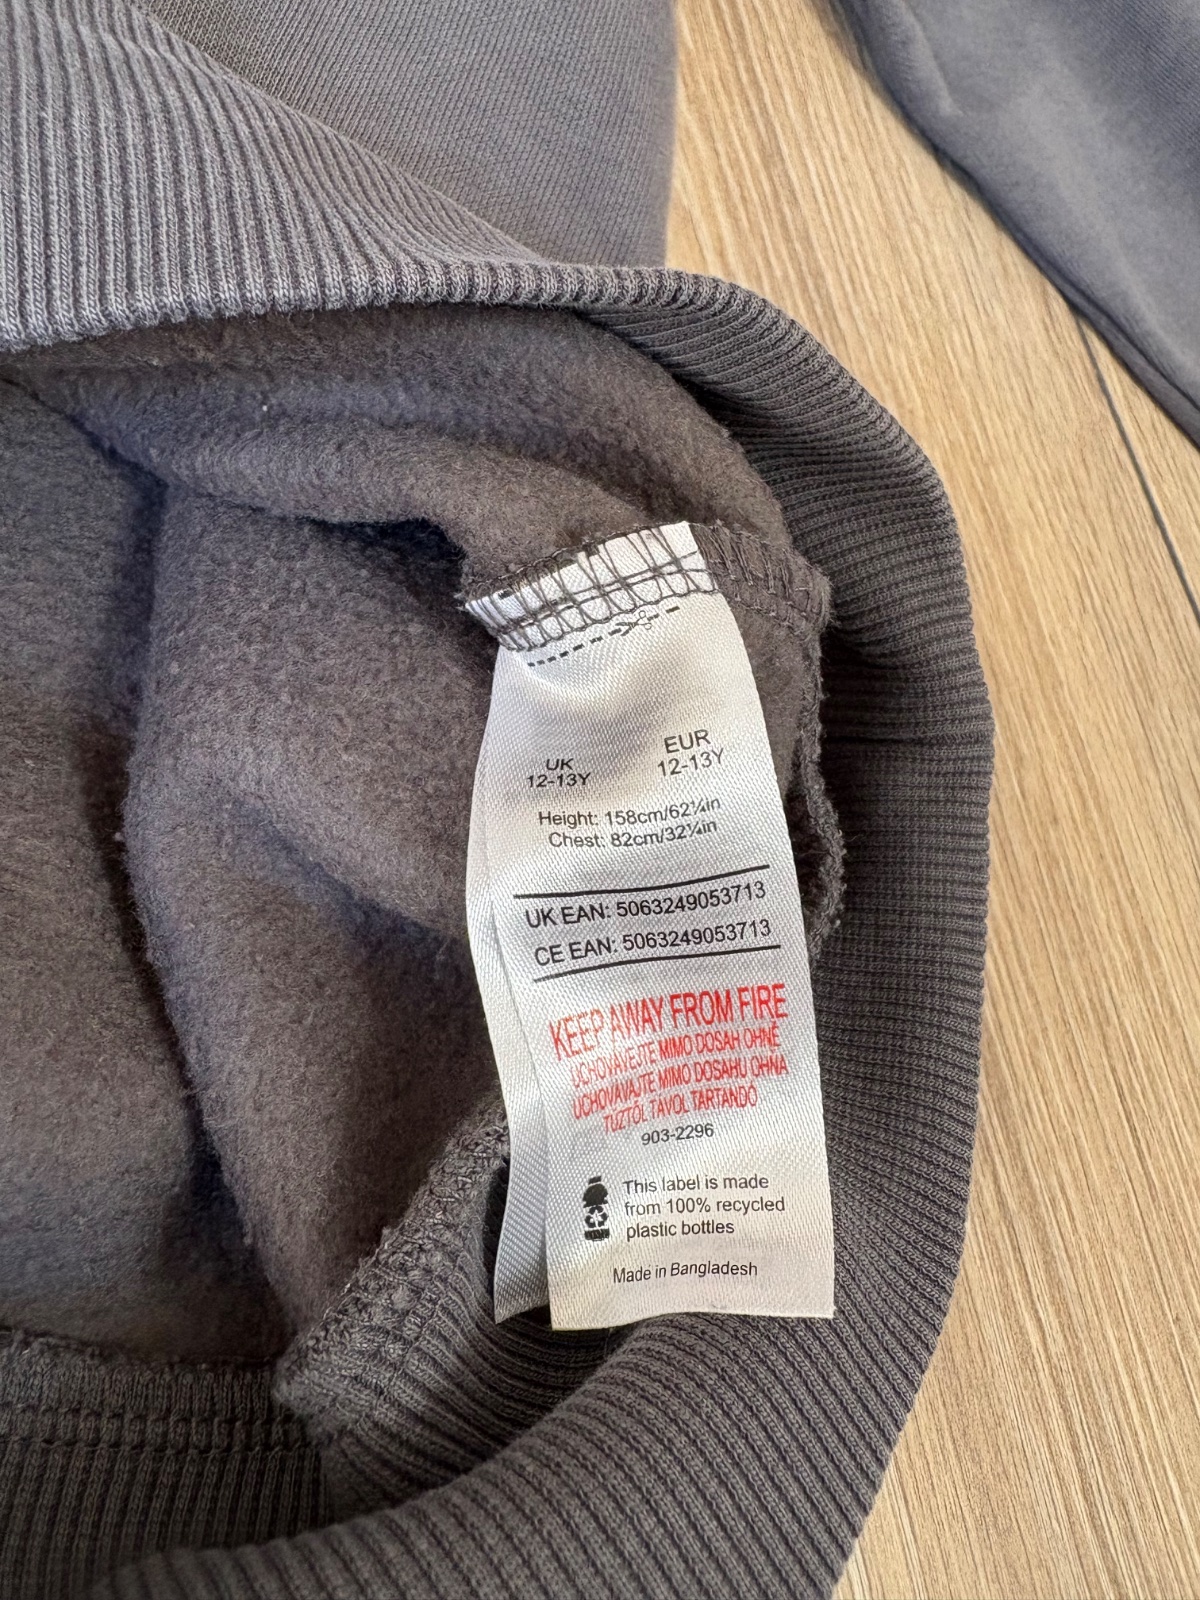 UK
12-13Y
EUR
12-13Y
Height: 158cm/62¼in
Chest: 82cm/32¼in
UK EAN: 5063249053713
CE EAN: 5063249053713
KEEP AWAY FROM FIRE
UCHOVÁVEJTE MIMO DOSAH OHNĚ
UCHOVÁVAJTE MIMO DOSAHU OHŇA
TŰZTŐL TÁVOL TARTANDÓ
903-2296
This label is made
from 100% recycled
plastic bottles
Made in Bangladesh